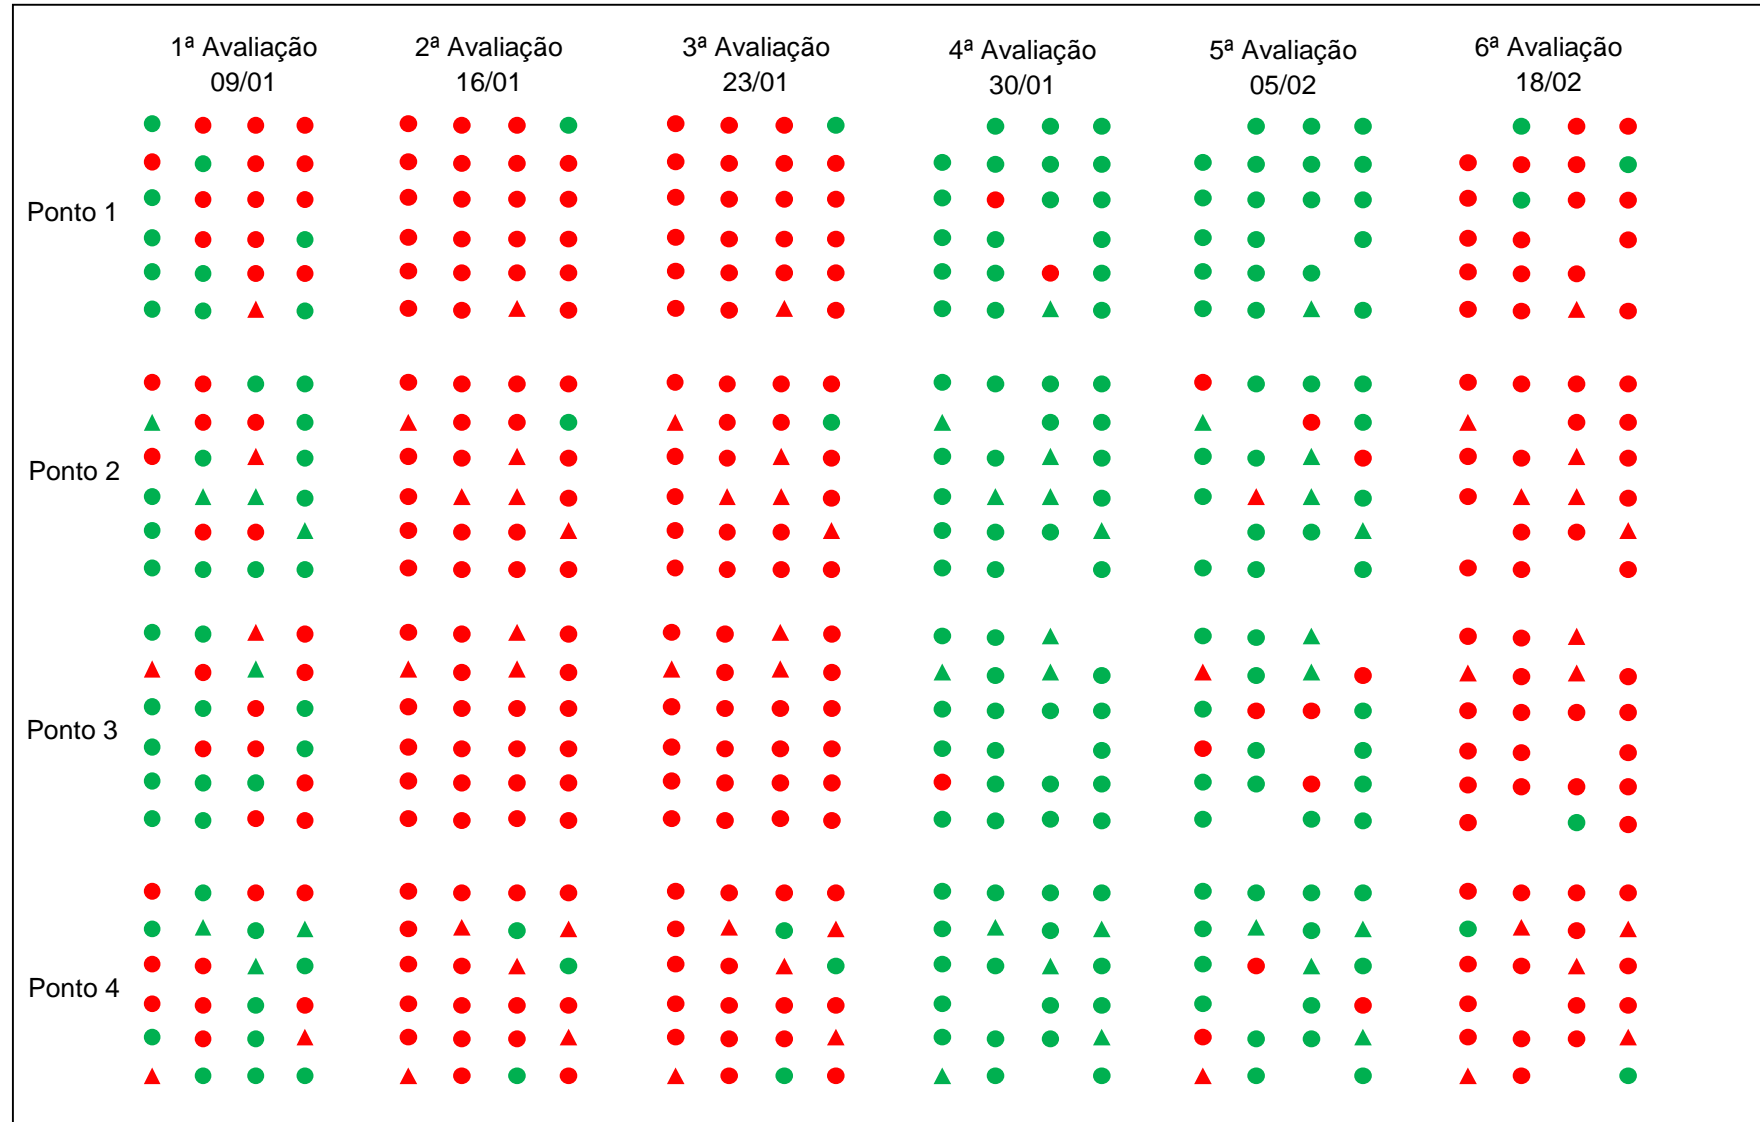 1ª Avaliação 2ª Avaliação 3ª Avaliação 4ª Avaliação 5ª Avaliação 6ª Avaliação
09/01 16/01 23/01 30/01 05/02 18/02
Ponto 1
Ponto 2
Ponto 3
Ponto 4